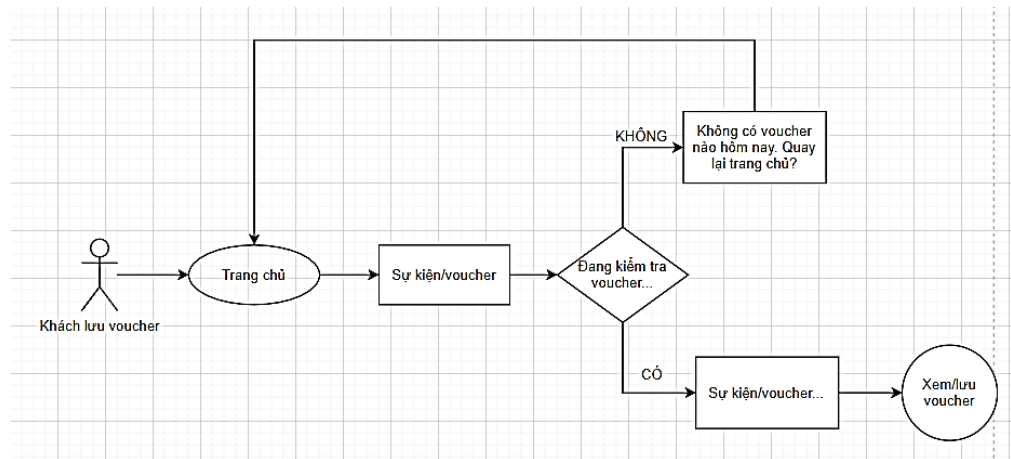 KHÔNG
Không có voucher
nào hôm nay. Quay
lại trang chủ?
Trang chủ
Sự kiện/voucher
Đang kiểm tra
voucher...
Khách lưu voucher
CÓ
Sự kiện/voucher...
Xem/lưu
voucher